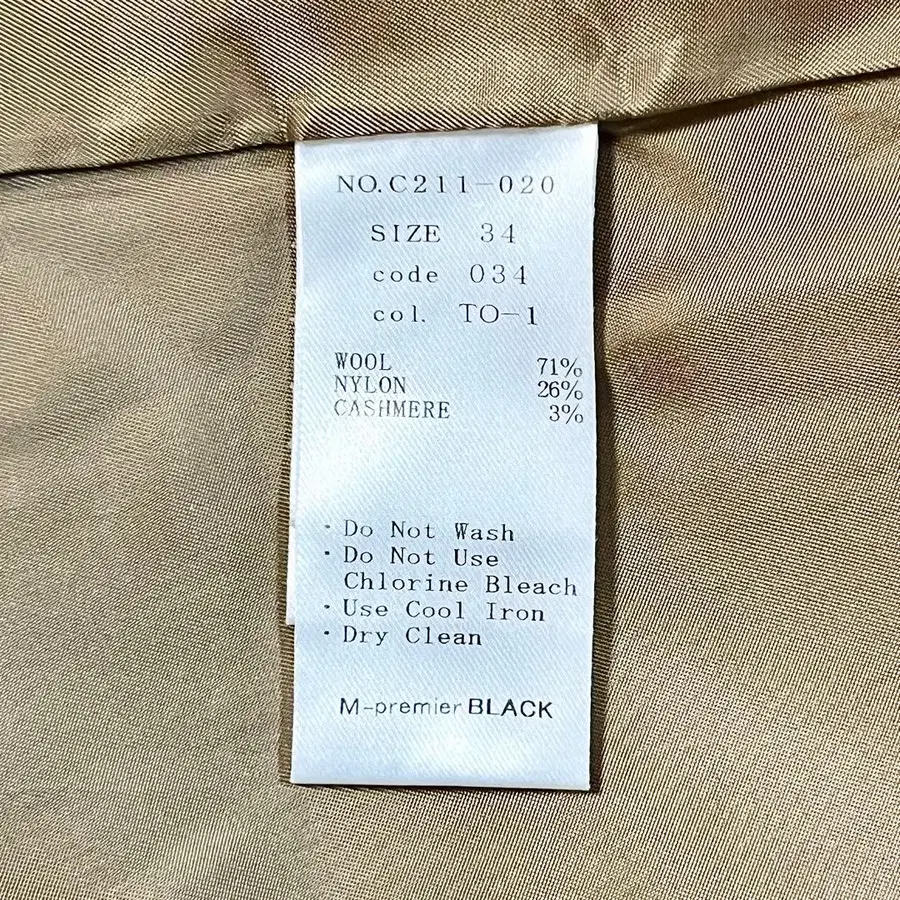 NO.C211-020
SIZE 34
code 034
col. TO-1
WOOL 71%
NYLON 26%
CASHMERE 3%
・Do Not Wash
・Do Not Use
Chlorine Bleach
・Use Cool Iron
・Dry Clean
M-premier BLACK